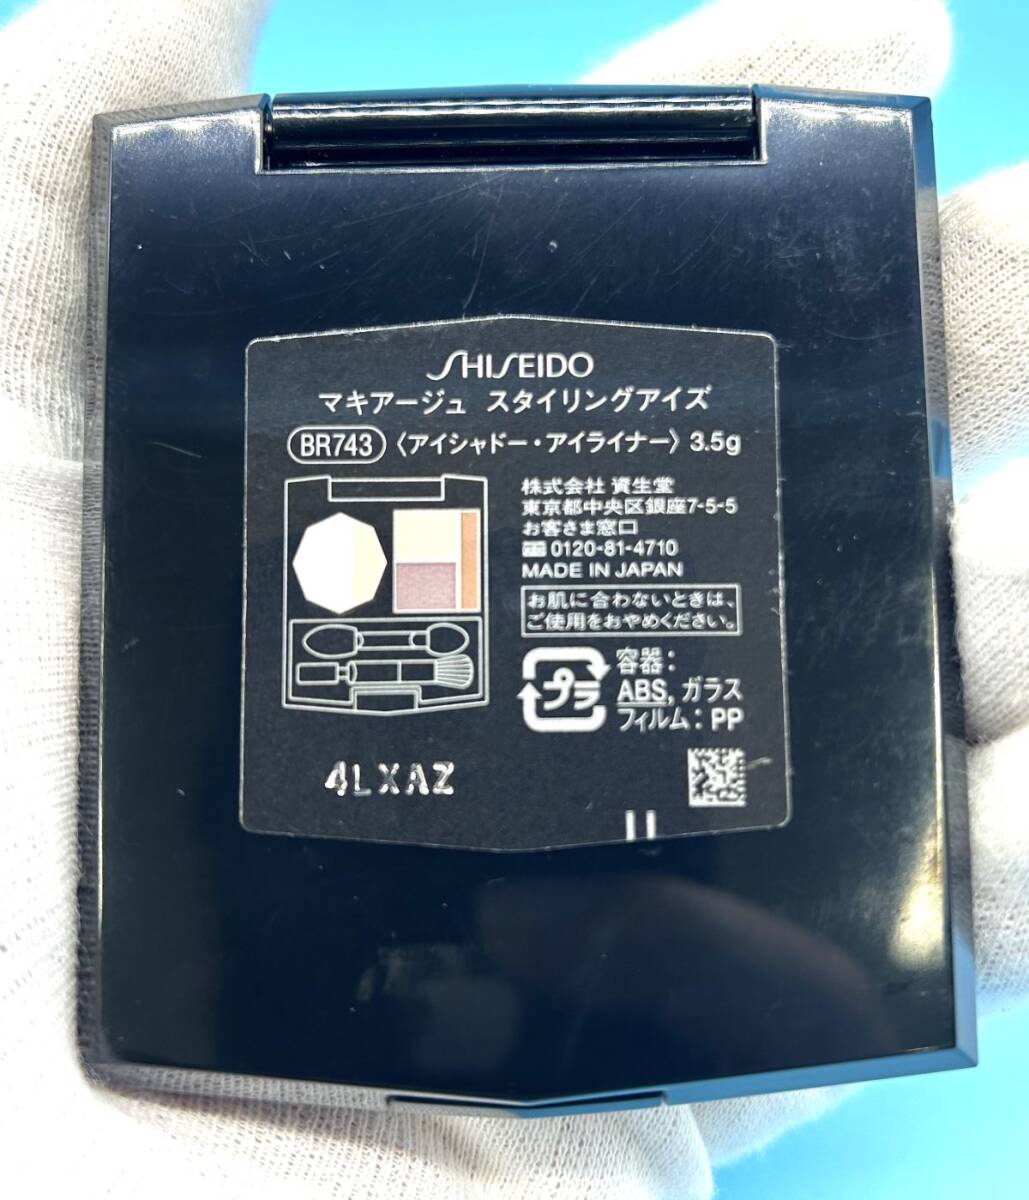 SHISEIDO
マキアージュ スタイリングアイズ
BR743 〈アイシャドー・アイライナー〉 3.5g
株式会社 資生堂
東京都中央区銀座7-5-5
お客さま窓口
0120-81-4710
MADE IN JAPAN
お肌に合わないときは、
ご使用をおやめください。
プラ
容器：
ABS, ガラス
フィルム：PP
4LXAZ